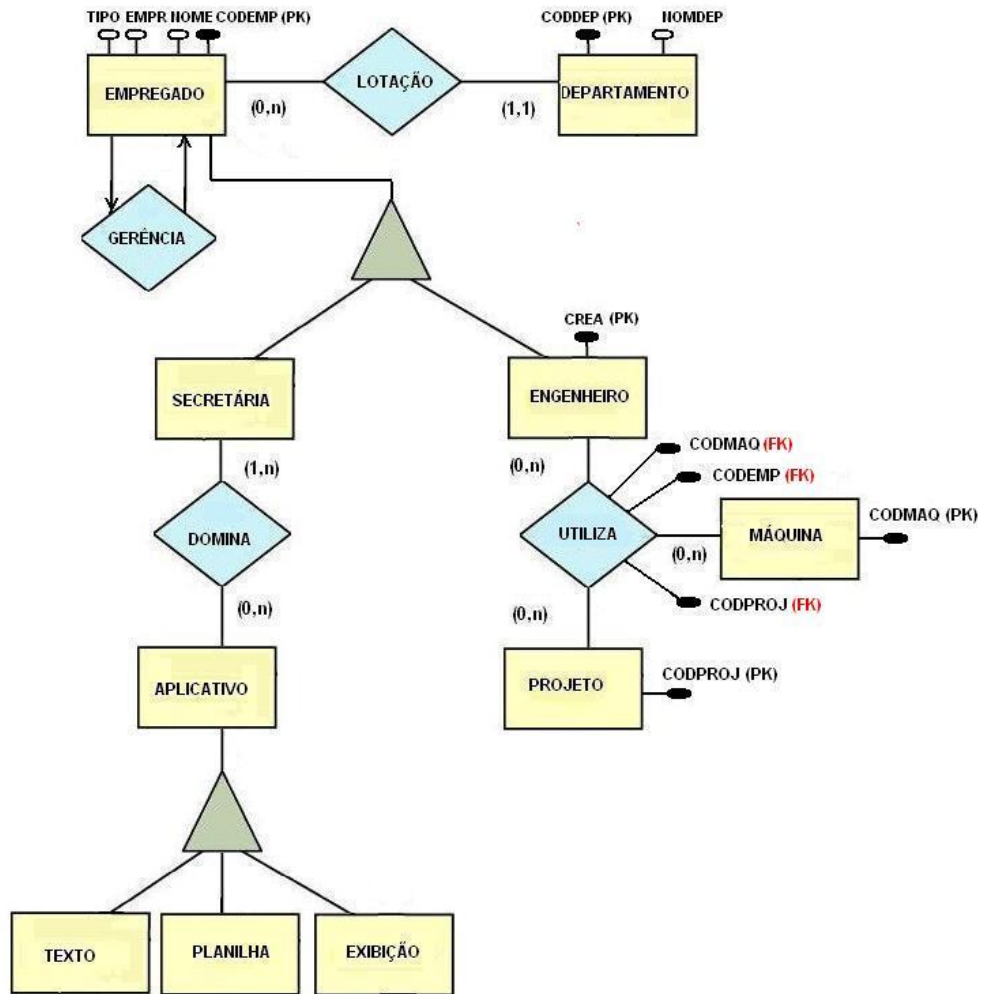 TIPO EMPR NOME CODEMP (PK)
CODDEP (PK)
NOMDEP
EMPREGADO
LOTAÇÃO
DEPARTAMENTO
(0,n)
(1,1)
GERÊNCIA
CREA (PK)
SECRETÁRIA
ENGENHEIRO
CODMAQ (FK)
(1,n)
(0,n)
CODEMP (FK)
CODMAQ (PK)
DOMINA
UTILIZA
MÁQUINA
(0,n)
(0,n)
(0,n)
CODPROJ (FK)
APLICATIVO
PROJETO
CODPROJ (PK)
TEXTO
PLANILHA
EXIBIÇÃO